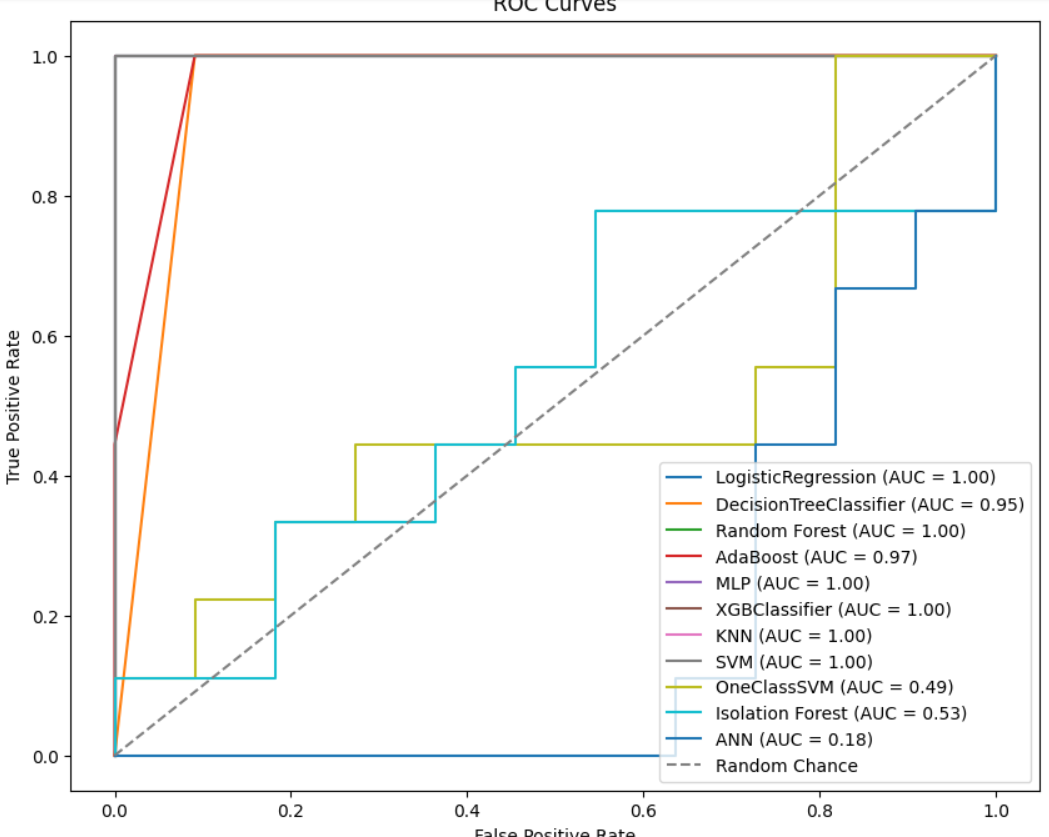 ROC Curves
True Positive Rate
1.0
0.8
0.6
0.4
0.2
0.0
LogisticRegression (AUC = 1.00)
DecisionTreeClassifier (AUC = 0.95)
Random Forest (AUC = 1.00)
AdaBoost (AUC = 0.97)
MLP (AUC = 1.00)
XGBClassifier (AUC = 1.00)
KNN (AUC = 1.00)
SVM (AUC = 1.00)
OneClassSVM (AUC = 0.49)
Isolation Forest (AUC = 0.53)
ANN (AUC = 0.18)
Random Chance
0.0 0.2 0.4 0.6 0.8 1.0
False Positive Rate